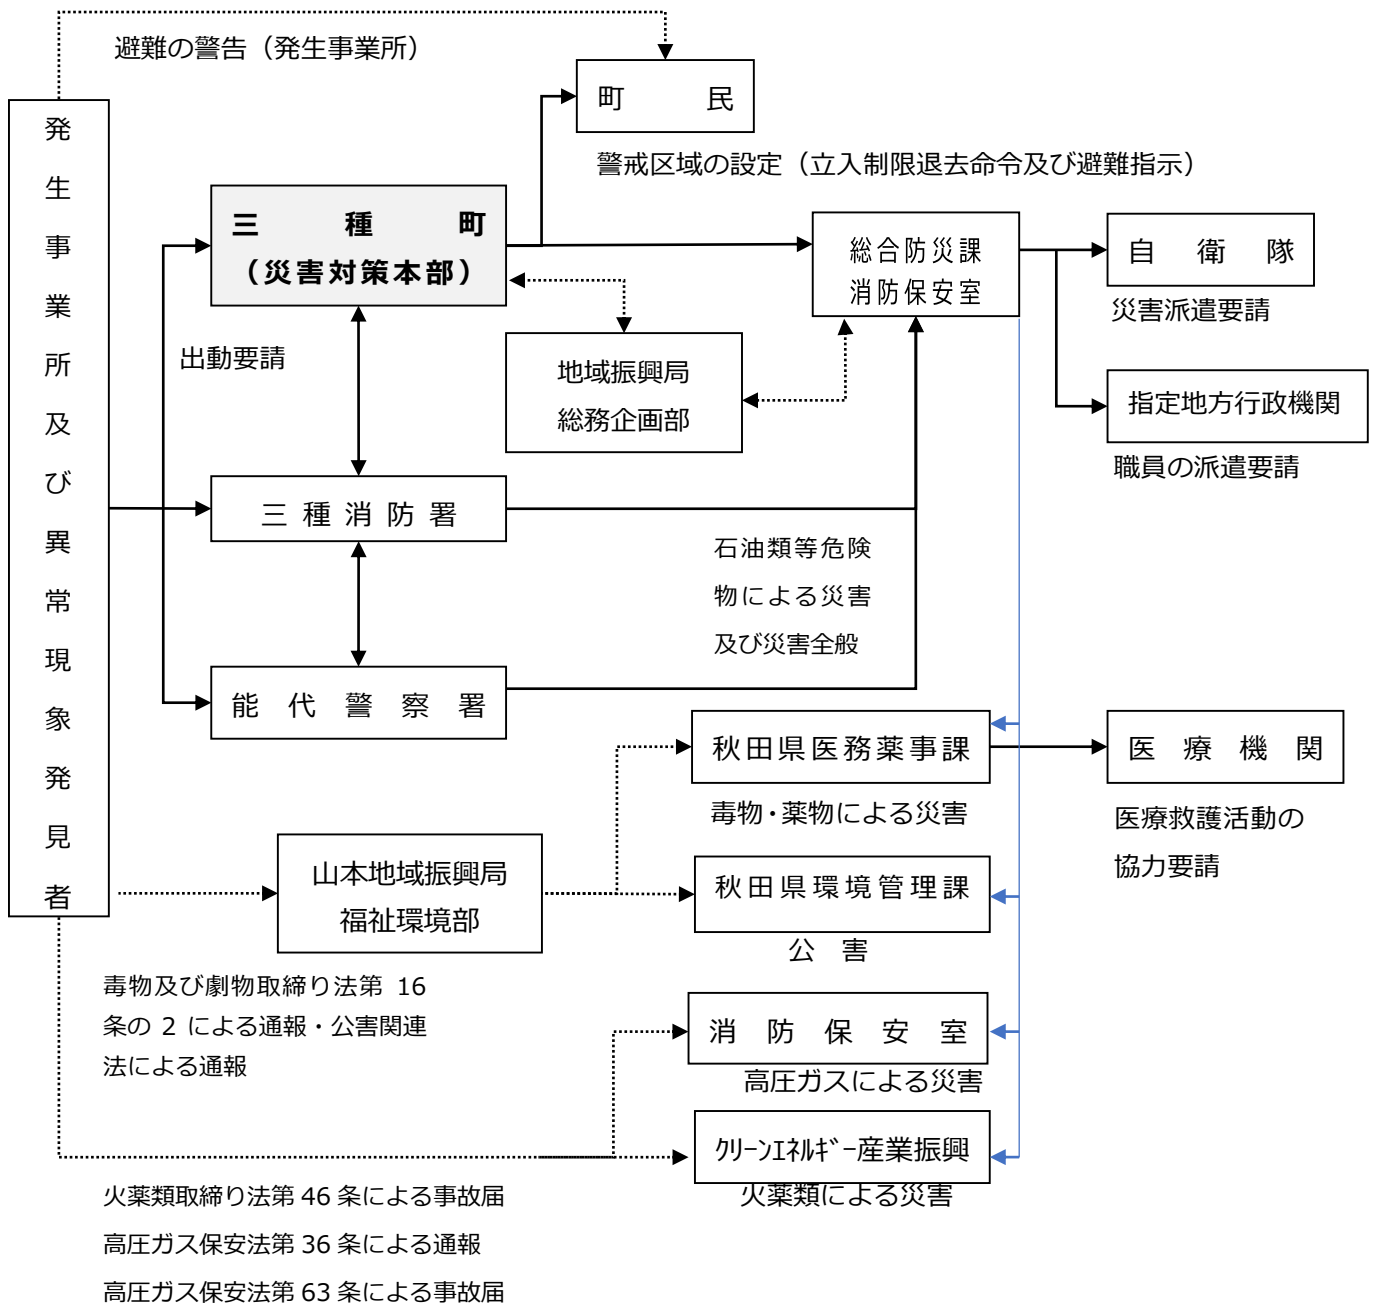 避難の警告（発生事業所）
町民
警戒区域の設定（立入制限退去命令及び避難指示）
発生事業所及び異常現象発見者
三種町
（災害対策本部）
総合防災課
消防保安室
自衛隊
災害派遣要請
出動要請
地域振興局
総務企画部
指定地方行政機関
職員の派遣要請
三種消防署
石油類等危険
物による災害
及び災害全般
能代警察署
秋田県医務薬事課
毒物・薬物による災害
医療機関
医療救護活動の
協力要請
山本地域振興局
福祉環境部
秋田県環境管理課
公害
毒物及び劇物取締り法第 16
条の 2 による通報・公害関連
法による通報
消防保安室
高圧ガスによる災害
ｸﾘｰﾝｴﾈﾙｷﾞｰ産業振興
火薬類による災害
火薬類取締り法第 46 条による事故届
高圧ガス保安法第 36 条による通報
高圧ガス保安法第 63 条による事故届